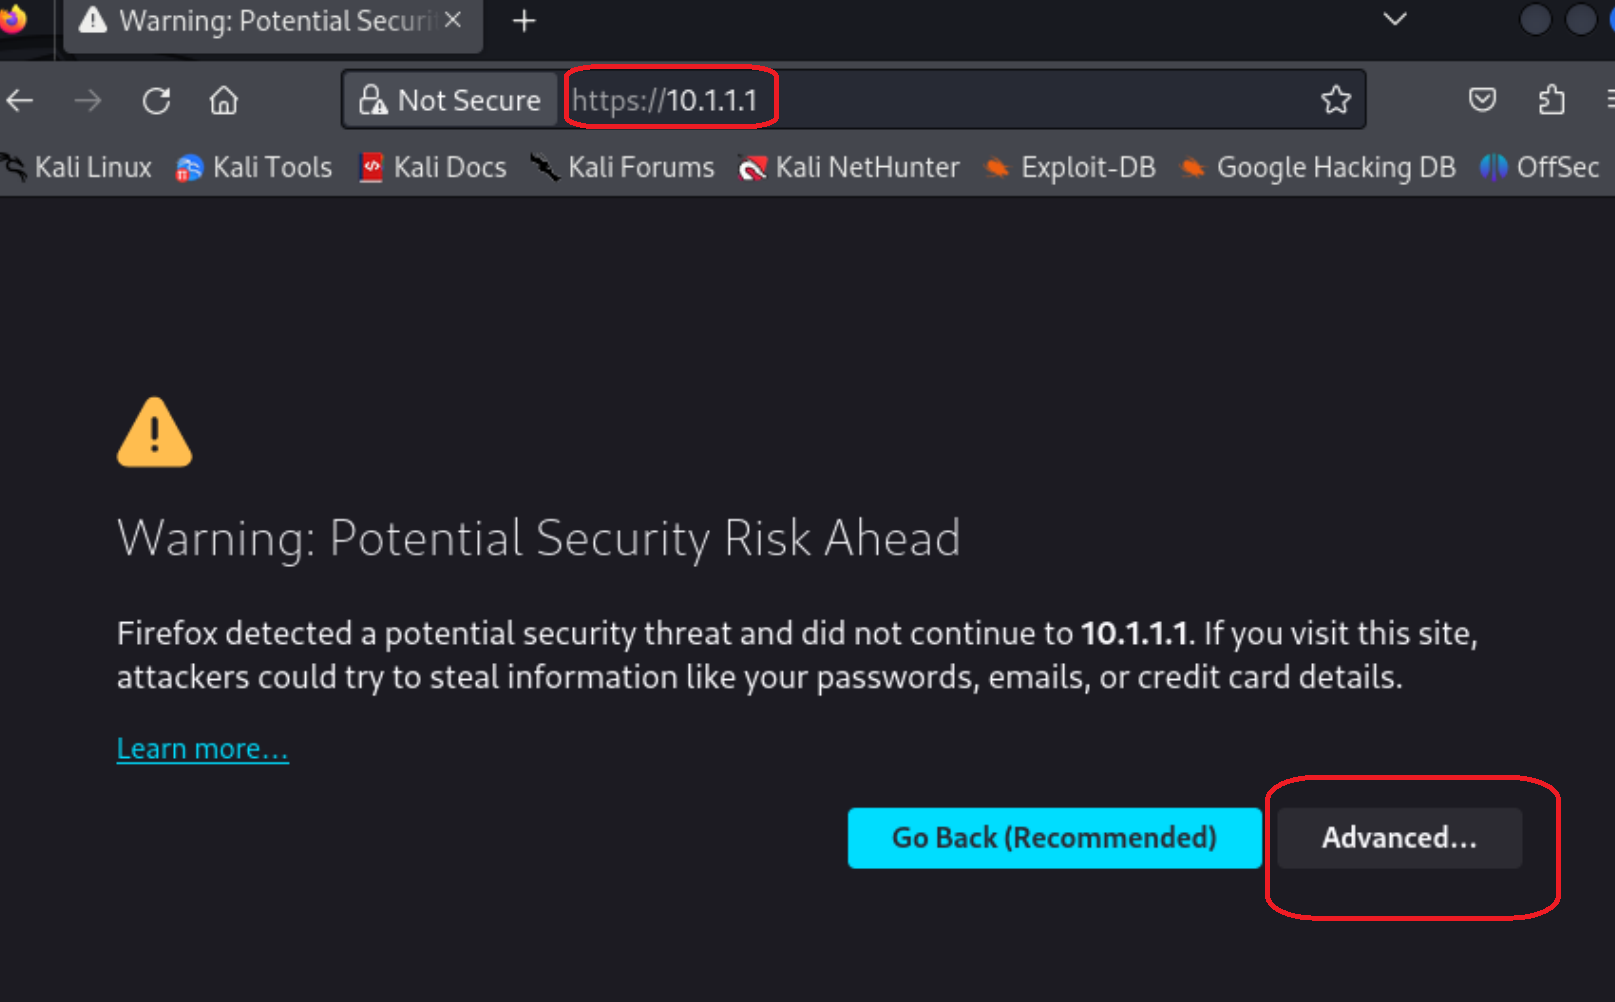 Warning: Potential Securi
Not Secure https://10.1.1.1
Kali Linux Kali Tools Kali Docs Kali Forums Kali NetHunter Exploit-DB Google Hacking DB OffSec
Warning: Potential Security Risk Ahead
Firefox detected a potential security threat and did not continue to 10.1.1.1. If you visit this site,
attackers could try to steal information like your passwords, emails, or credit card details.
Learn more…
Go Back (Recommended) Advanced…